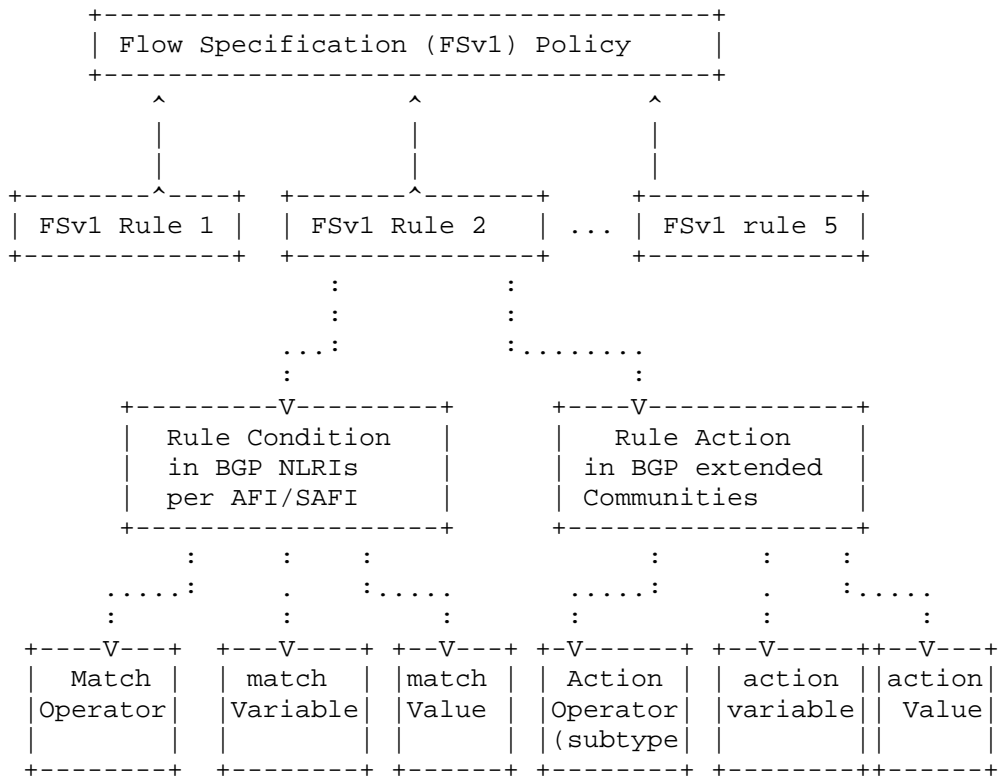 Flow Specification (FSv1) Policy
FSv1 Rule 1 FSv1 Rule 2 ... FSv1 rule 5
Rule Condition
in BGP NLRIs
per AFI/SAFI
Rule Action
in BGP extended
Communities
Match
Operator
match
Variable
match
Value
Action
Operator
(subtype
action
variable
action
Value